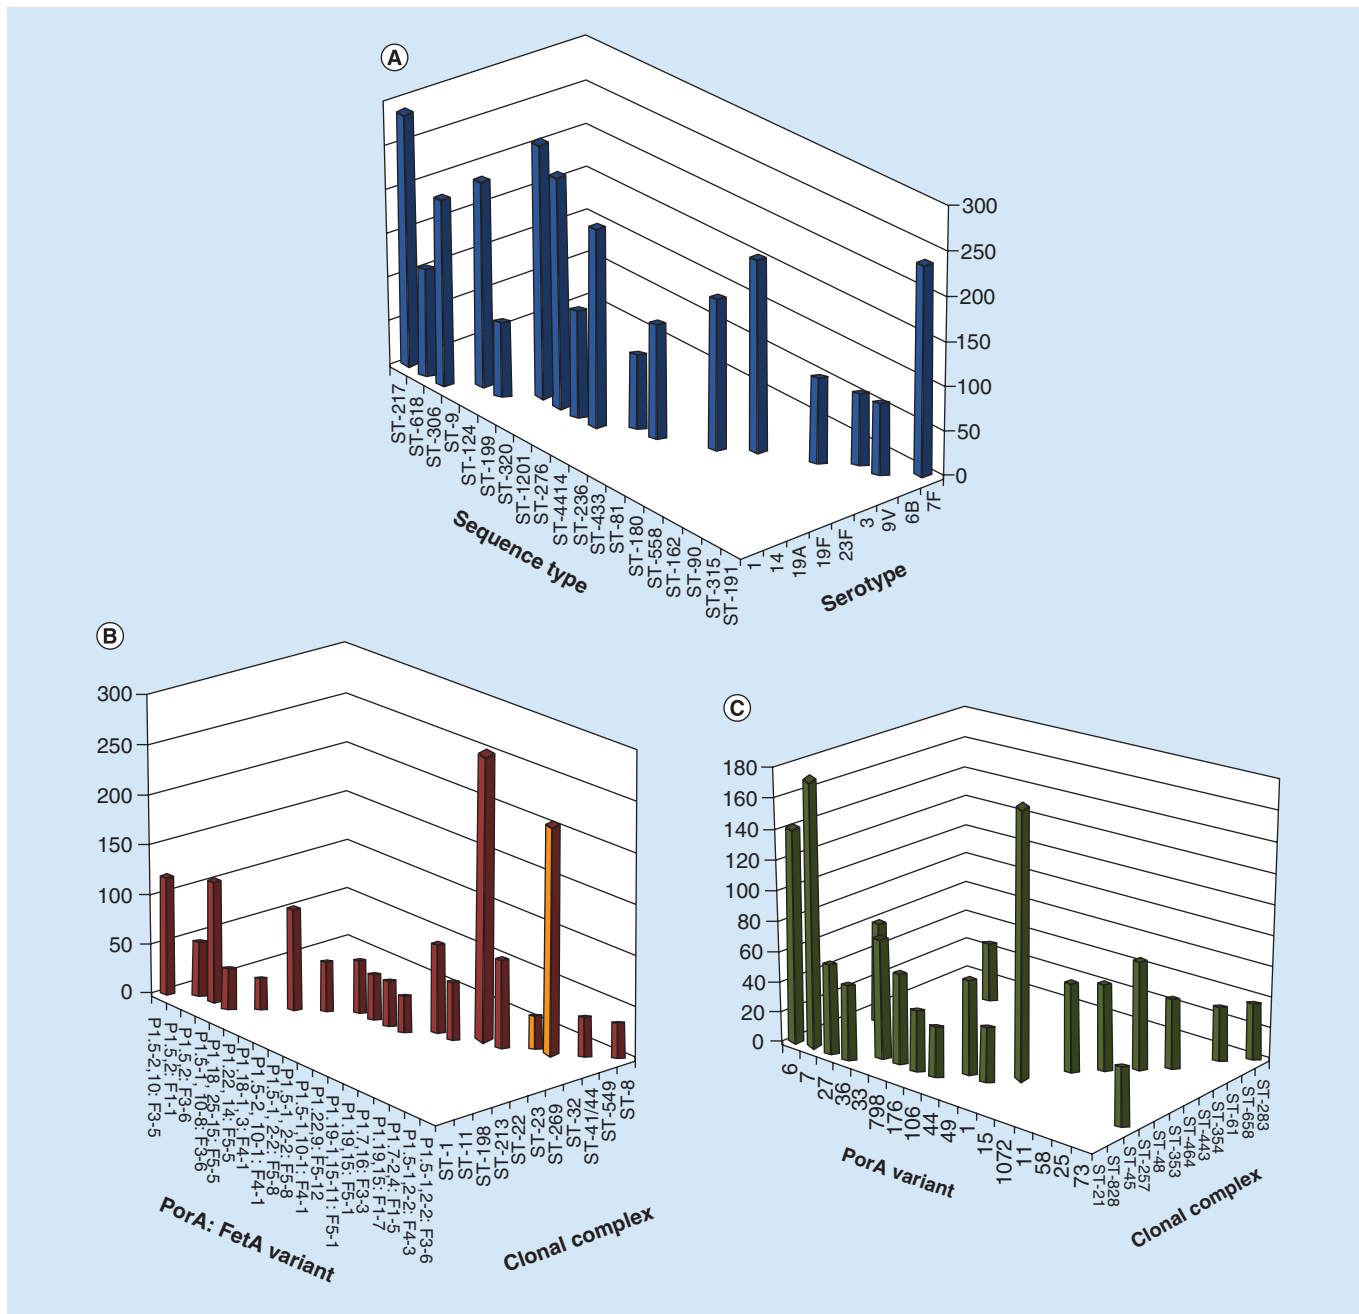 A
300
250
200
150
100
50
0
ST-217
ST-618
ST-306
ST-9
ST-124
ST-199
ST-320
ST-1201
ST-276
ST-4414
ST-236
ST-433
ST-81
ST-180
ST-558
ST-162
ST-90
ST-315
ST-191
Sequence type
1
14
19A
19F
23F
3
9V
6B
7F
Serotype
B
300
250
200
150
100
50
0
P1.5-2,10: F3-5
P1.5,2: F1-1
P1.5,2: F3-6
P1.5-1, 10-8: F3-6
P1.18, 25-15: F5-5
P1.22, 14: F5-5
P1.18-1, 3: F4-1
P1.5-2, 10-1: F4-1
P1.5-1, 2-2: F5-8
P1.5-1, 2-2: F5-8
P1.5-1,10-1: F4-1
P1.22,9: F5-12
P1.19-1,15-11: F5-1
P1.19,15: F5-1
P1.7,16: F3-3
P1.19,15: F1-7
P1.7-2,4: F1-5
P1.5-1,2-2: F4-3
P1.5-1,2-2: F3-6
PorA: FetA variant
ST-1
ST-11
ST-198
ST-213
ST-22
ST-23
ST-269
ST-32
ST-41/44
ST-549
ST-8
Clonal complex
C
180
160
140
120
100
80
60
40
20
0
6
7
27
36
33
798
176
106
44
49
1
15
1072
11
58
25
73
PorA variant
ST-21
ST-828
ST-45
ST-257
ST-48
ST-353
ST-464
ST-443
ST-354
ST-61
ST-658
ST-283
Clonal complex